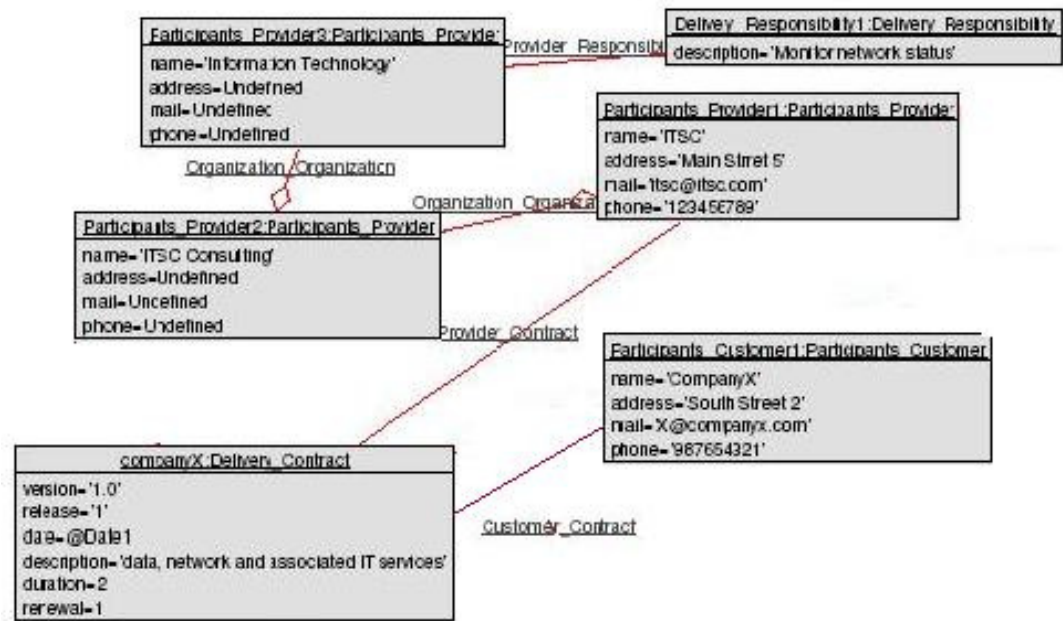 Participants_Provider3:Participants_Provider
name='Information Technology'
address=Undefined
mail=Undefined
phone=Undefined
Provider_Responsibil
Delivey_Responsibility1:Delivery_Responsibility
description='Monitor network status'
Participants_Provider1:Participants_Provider
name='ITSC'
address='Main Strret 5'
mail='itsc@itsc.com'
phone='123456789'
Organization_Organization
Organization_Organiza
Participants_Provider2:Participants_Provider
name='ITSC Consulting'
address=Undefined
mail=Undefined
phone=Undefined
Provider_Contract
Participants_Customer1:Participants_Customer
name='CompanyX'
address='South Street 2'
mail='X@companyx.com'
phone='987654321'
companyX:Delivery_Contract
version='1.0'
release='1'
date=@Date1
description='data, network and associated IT services'
duration=2
renewal=1
Customer_Contract